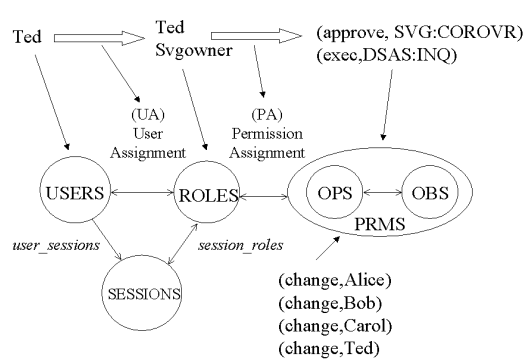 Ted
Ted
Svgowner
(approve, SVG:COROVR)
(exec,DSAS:INQ)
(UA)
User
Assignment
(PA)
Permission
Assignment
USERS
ROLES
OPS
OBS
PRMS
user_sessions
session_roles
SESSIONS
(change,Alice)
(change,Bob)
(change,Carol)
(change,Ted)